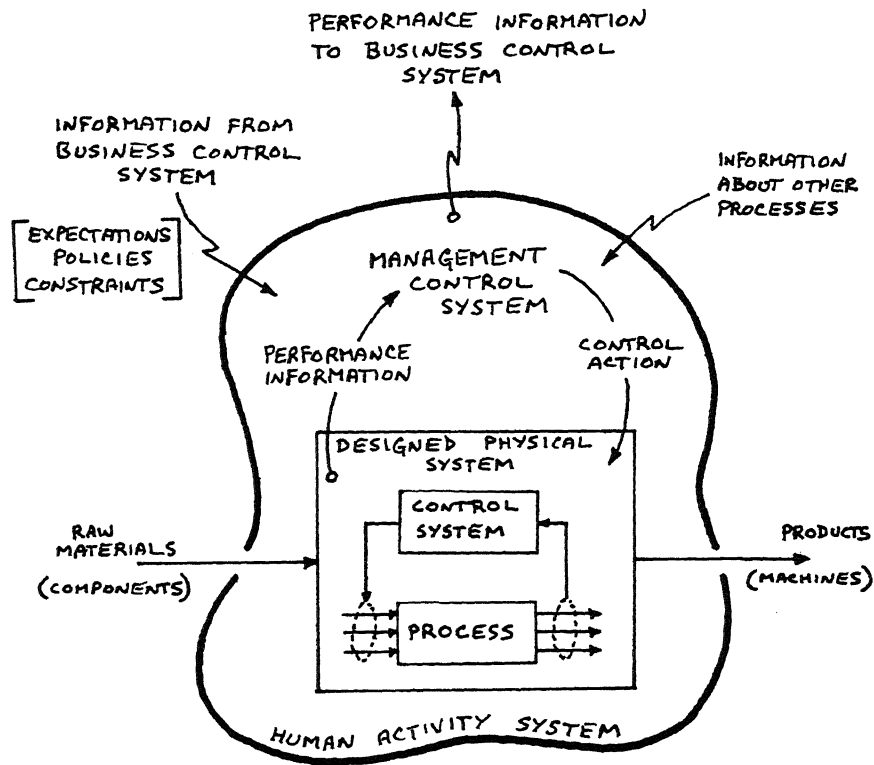 PERFORMANCE INFORMATION
TO BUSINESS CONTROL
SYSTEM
INFORMATION FROM
BUSINESS CONTROL
SYSTEM
EXPECTATIONS
POLICIES
CONSTRAINTS
INFORMATION
ABOUT OTHER
PROCESSES
MANAGEMENT
CONTROL
SYSTEM
PERFORMANCE
INFORMATION
CONTROL
ACTION
DESIGNED PHYSICAL
SYSTEM
CONTROL
SYSTEM
PROCESS
RAW
MATERIALS
(COMPONENTS)
PRODUCTS
(MACHINES)
HUMAN ACTIVITY SYSTEM